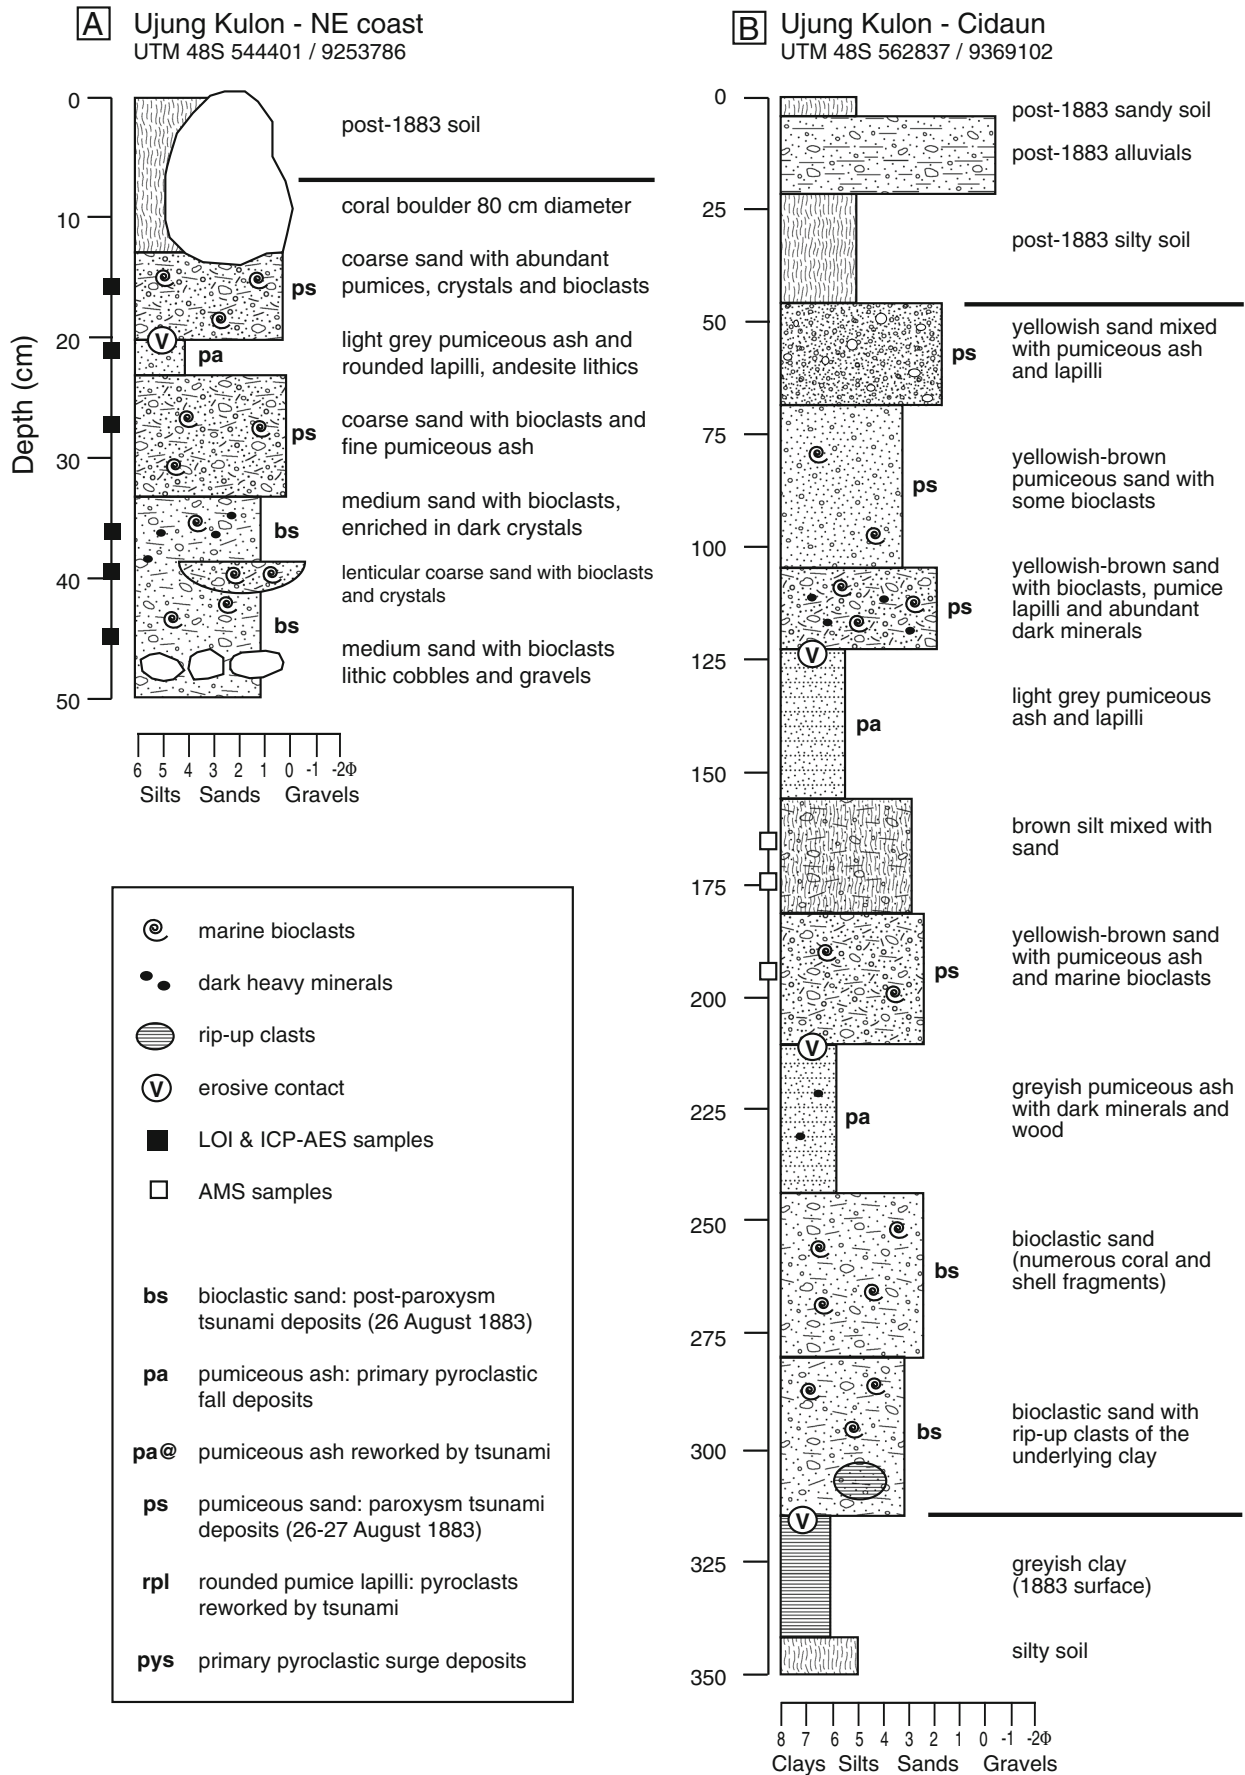 A Ujung Kulon - NE coast
UTM 48S 544401 / 9253786
Depth (cm)
0
10
20
30
40
50
post-1883 soil
coral boulder 80 cm diameter
coarse sand with abundant
pumices, crystals and bioclasts
ps
V
light grey pumiceous ash and
rounded lapilli, andesite lithics
pa
coarse sand with bioclasts and
fine pumiceous ash
ps
medium sand with bioclasts,
enriched in dark crystals
bs
lenticular coarse sand with bioclasts
and crystals
bs
medium sand with bioclasts
lithic cobbles and gravels
6 5 4 3 2 1 0 -1 -2Φ
Silts Sands Gravels
marine bioclasts
dark heavy minerals
rip-up clasts
V erosive contact
LOI & ICP-AES samples
AMS samples
bs bioclastic sand: post-paroxysm
tsunami deposits (26 August 1883)
pa pumiceous ash: primary pyroclastic
fall deposits
pa@ pumiceous ash reworked by tsunami
ps pumiceous sand: paroxysm tsunami
deposits (26-27 August 1883)
rpl rounded pumice lapilli: pyroclasts
reworked by tsunami
pys primary pyroclastic surge deposits
B Ujung Kulon - Cidaun
UTM 48S 562837 / 9369102
0
25
50
75
100
125
150
175
200
225
250
275
300
325
350
post-1883 sandy soil
post-1883 alluvials
post-1883 silty soil
yellowish sand mixed
with pumiceous ash
and lapilli
ps
yellowish-brown
pumiceous sand with
some bioclasts
ps
yellowish-brown sand
with bioclasts, pumice
lapilli and abundant
dark minerals
ps
V
light grey pumiceous
ash and lapilli
pa
brown silt mixed with
sand
yellowish-brown sand
with pumiceous ash
and marine bioclasts
ps
V
greyish pumiceous ash
with dark minerals and
wood
pa
bioclastic sand
(numerous coral and
shell fragments)
bs
bioclastic sand with
rip-up clasts of the
underlying clay
bs
V
greyish clay
(1883 surface)
silty soil
8 7 6 5 4 3 2 1 0 -1 -2Φ
Clays Silts Sands Gravels